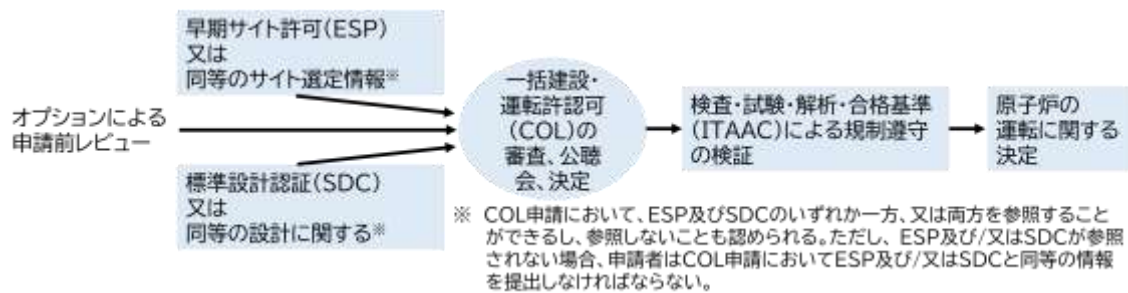 早期サイト許可(ESP)
又は
同等のサイト選定情報※
オプションによる
申請前レビュー
標準設計認証(SDC)
又は
同等の設計に関する※
一括建設・
運転許認可
(COL)の
審査、公聴
会、決定
検査・試験・解析・合格基準
(ITAAC)による規制遵守
の検証
原子炉の
運転に関する
決定
※ COL申請において、ESP及びSDCのいずれか一方、又は両方を参照すること
ができるし、参照しないことも認められる。ただし、 ESP及び/又はSDCが参照
されない場合、申請者はCOL申請においてESP及び/又はSDCと同等の情報
を提出しなければならない。